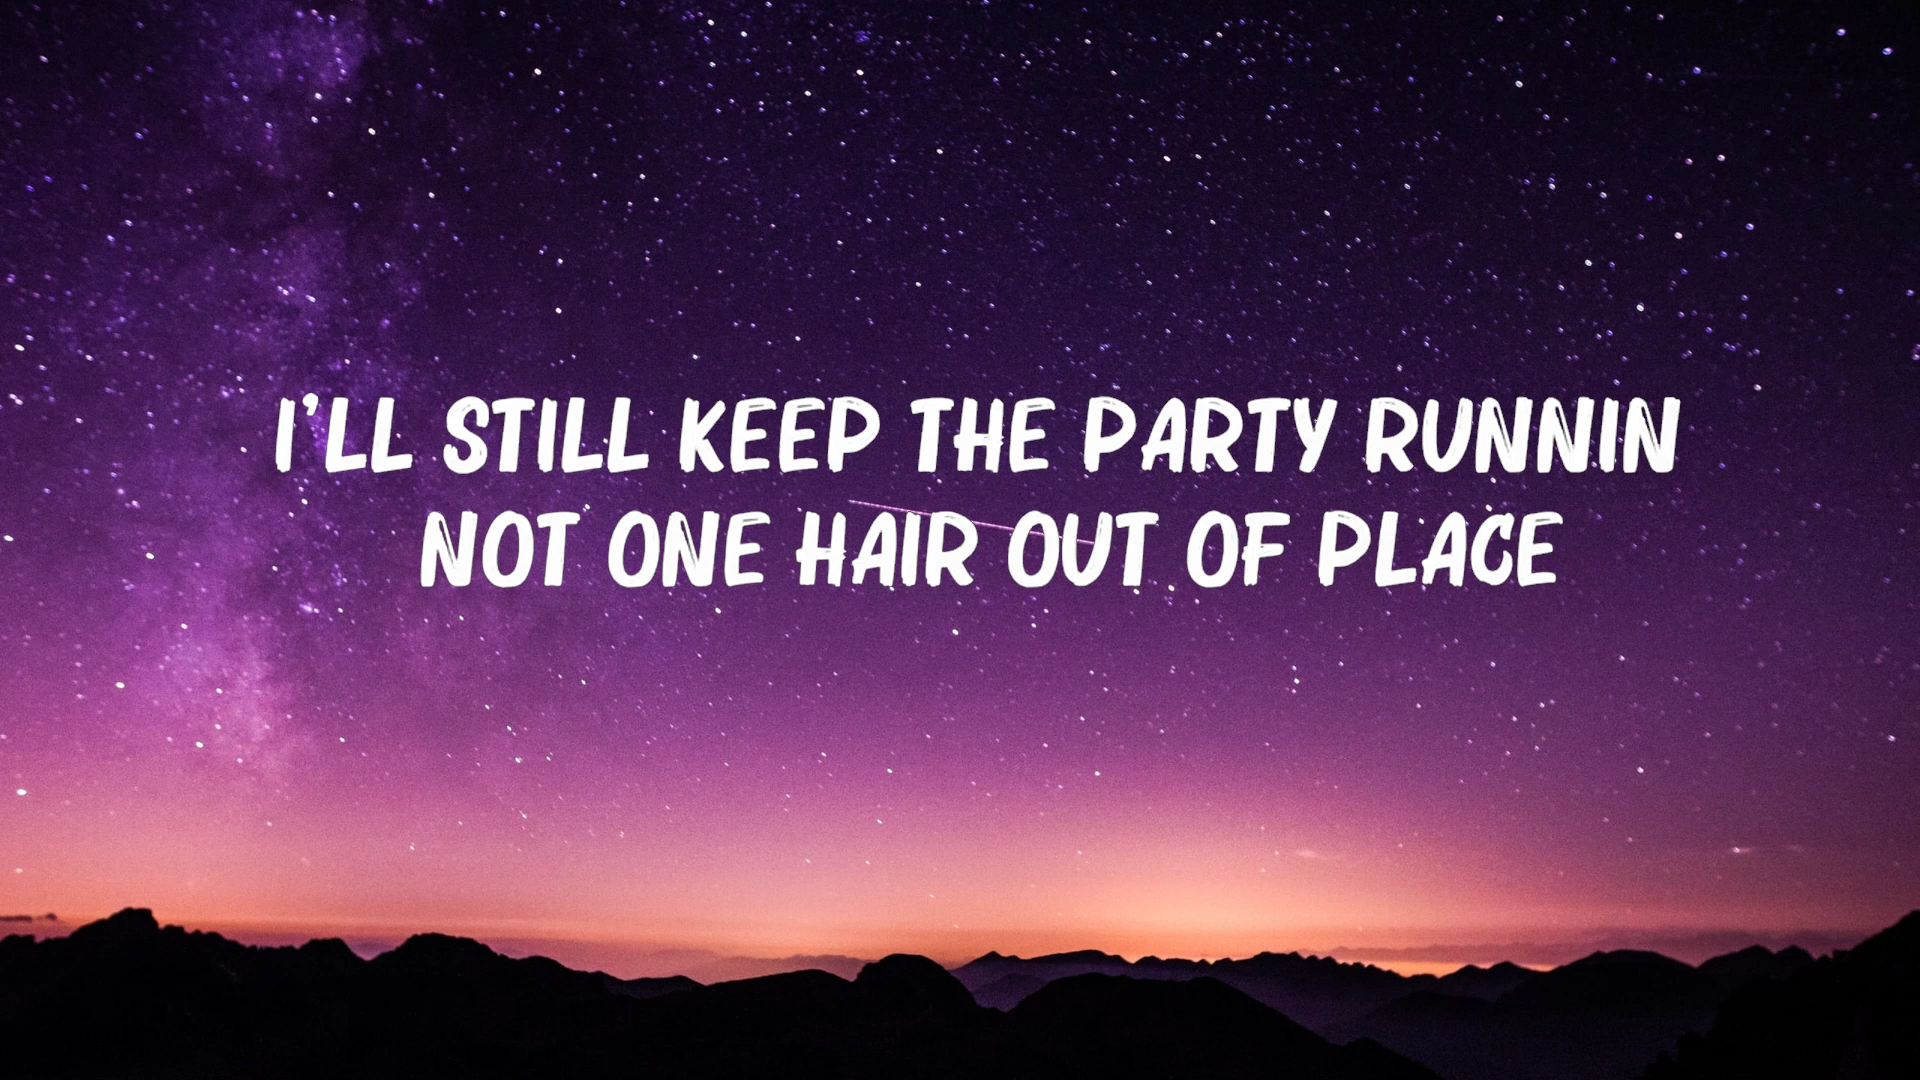 I'LL STILL KEEP THE PARTY RUNNIN
NOT ONE HAIR OUT OF PLACE